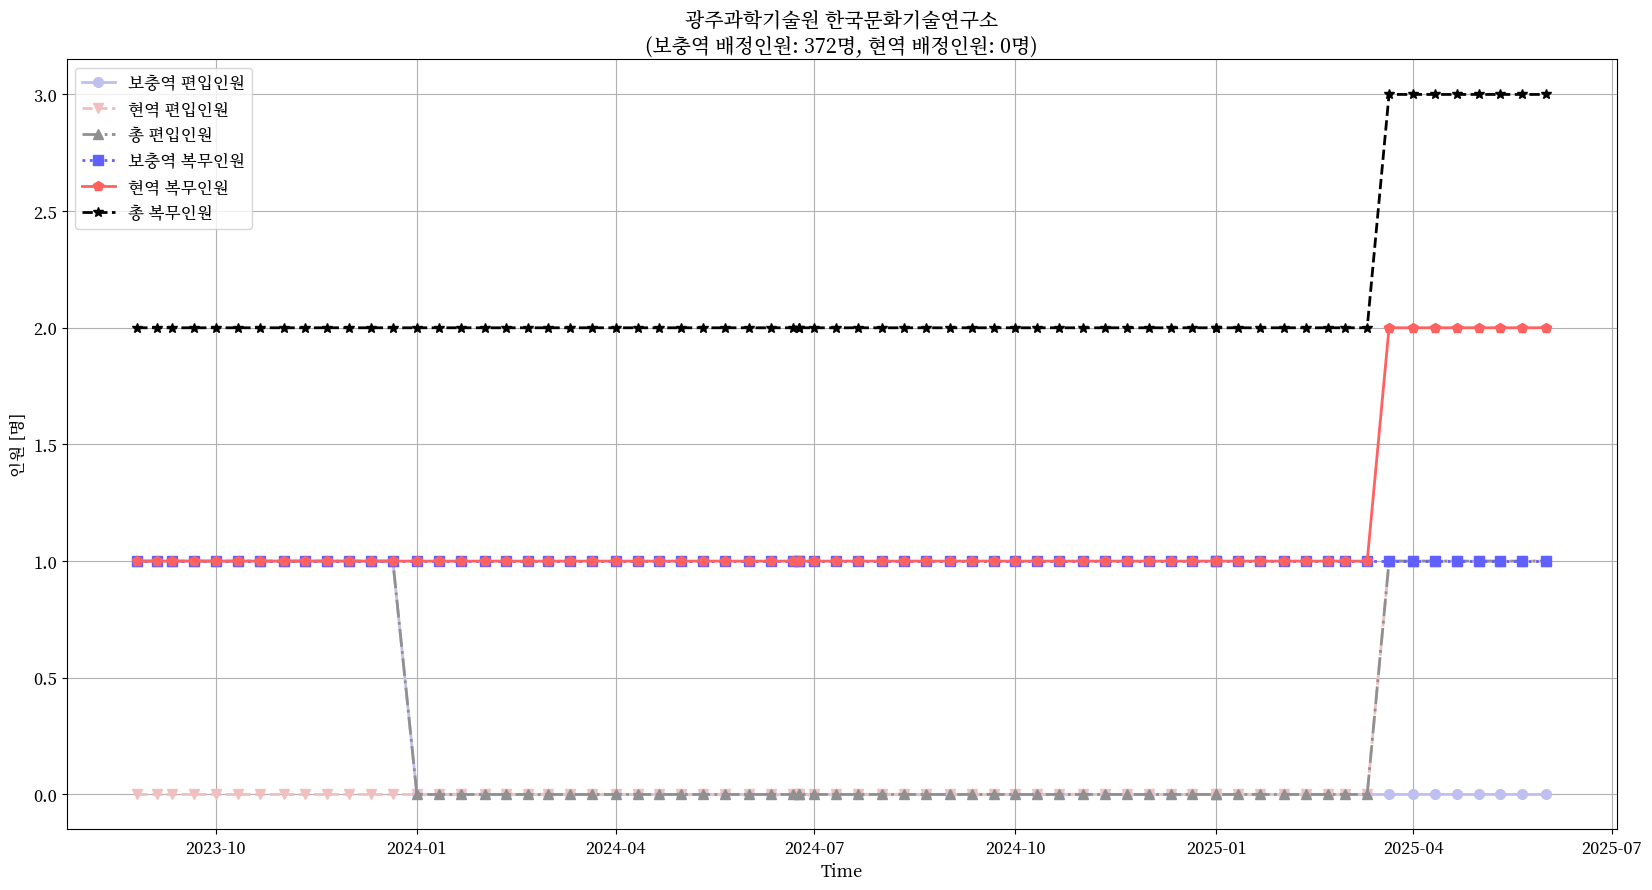 광주과학기술원 한국문화기술연구소
(보충역 배정인원: 372명, 현역 배정인원: 0명)
보충역 편입인원
현역 편입인원
총 편입인원
보충역 복무인원
현역 복무인원
총 복무인원
3.0
2.5
2.0
1.5
1.0
0.5
0.0
인원 [명]
2023-10
2024-01
2024-04
2024-07
2024-10
2025-01
2025-04
2025-07
Time